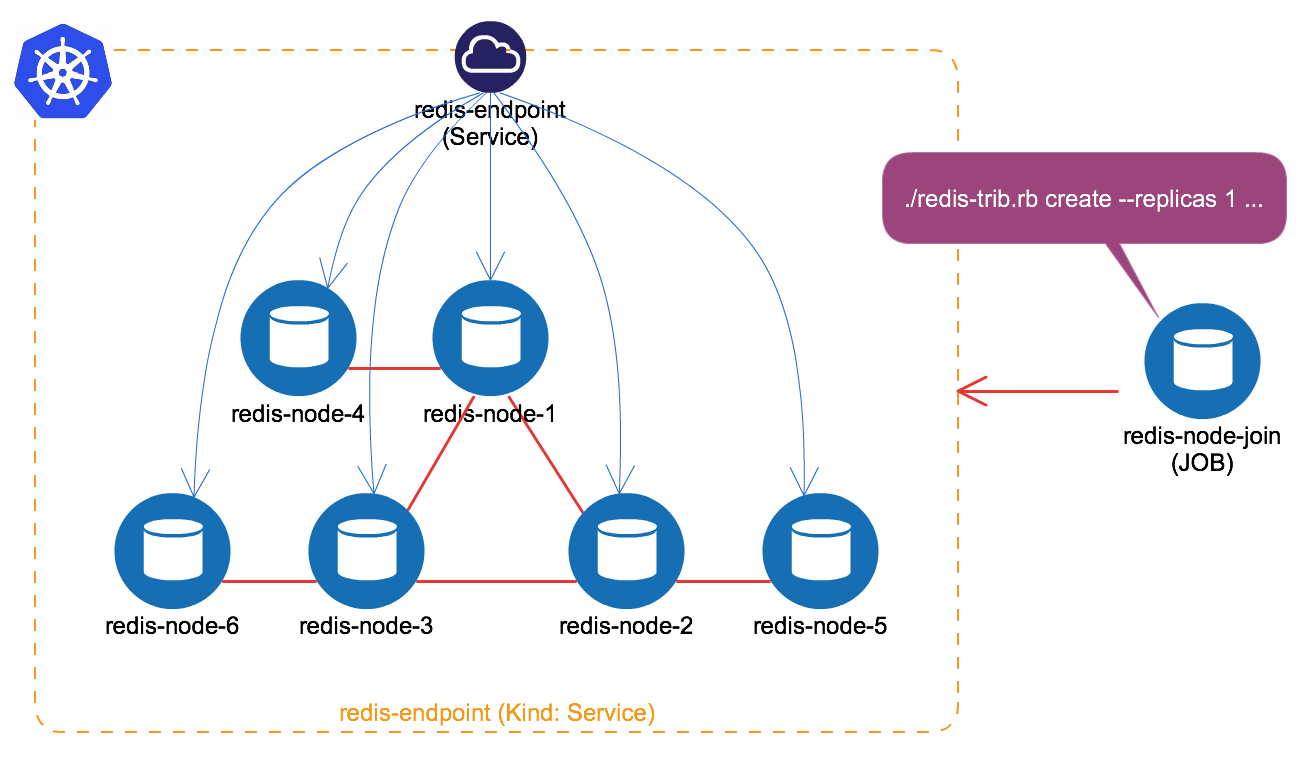 redis-endpoint
(Service)
./redis-trib.rb create --replicas 1 ...
redis-node-4
redis-node-1
redis-node-join
(JOB)
redis-node-6
redis-node-3
redis-node-2
redis-node-5
redis-endpoint (Kind: Service)